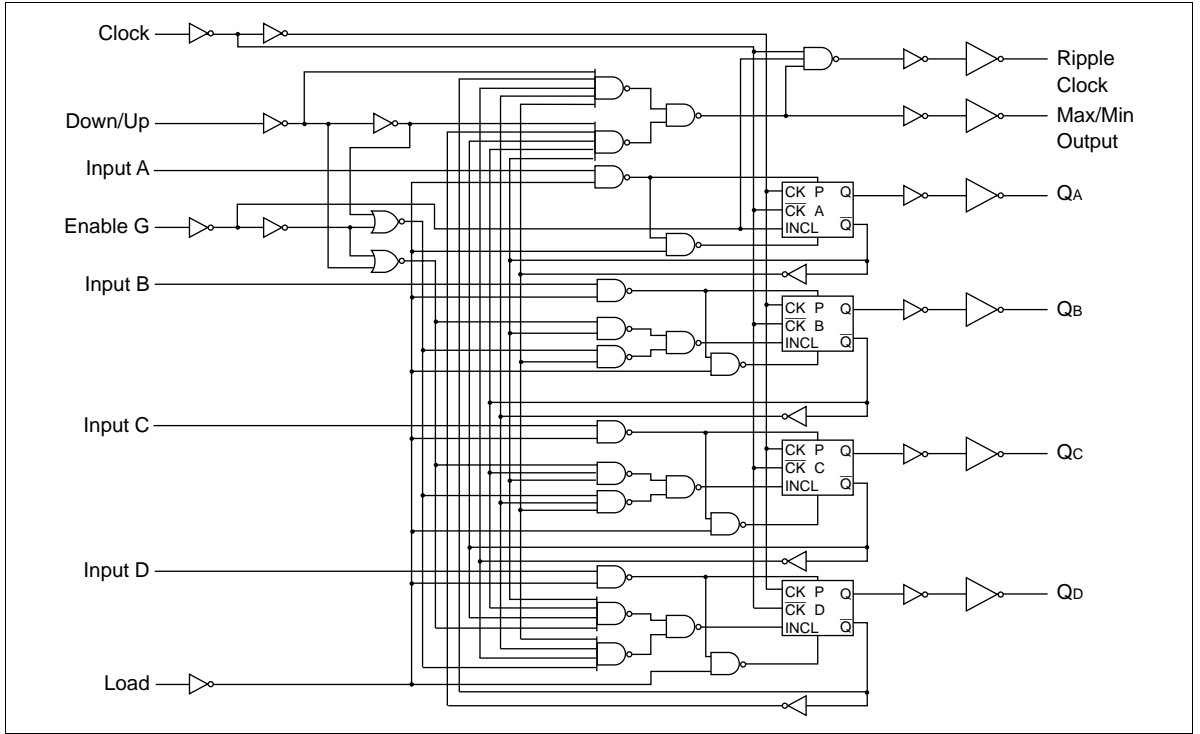 Clock
Ripple
Clock
Down/Up
Max/Min
Output
Input A
CK P Q
CK A
INCL Q
QA
Enable G
Input B
CK P Q
CK B
INCL Q
QB
Input C
CK P Q
CK C
INCL Q
QC
Input D
CK P Q
CK D
INCL Q
QD
Load